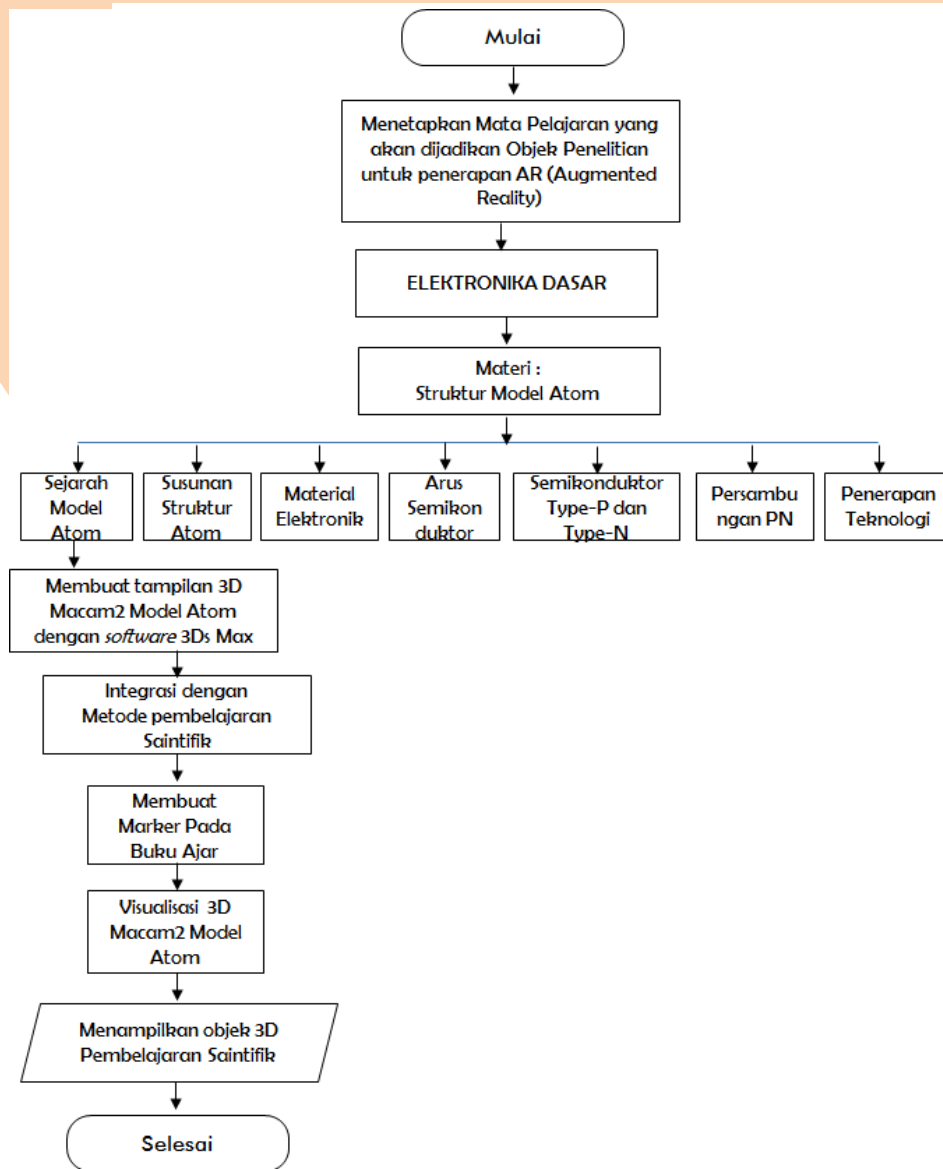 Mulai
Menetapkan Mata Pelajaran yang
akan dijadikan Objek Penelitian
untuk penerapan AR (Augmented
Reality)
ELEKTRONIKA DASAR
Materi :
Struktur Model Atom
Sejarah
Model
Atom
Susunan
Struktur
Atom
Material
Elektronik
Arus
Semikon
duktor
Semikonduktor
Type-P dan
Type-N
Persambu
ngan PN
Penerapan
Teknologi
Membuat tampilan 3D
Macam2 Model Atom
dengan software 3Ds Max
Integrasi dengan
Metode pembelajaran
Saintifik
Membuat
Marker Pada
Buku Ajar
Visualisasi 3D
Macam2 Model
Atom
Menampilkan objek 3D
Pembelajaran Saintifik
Selesai